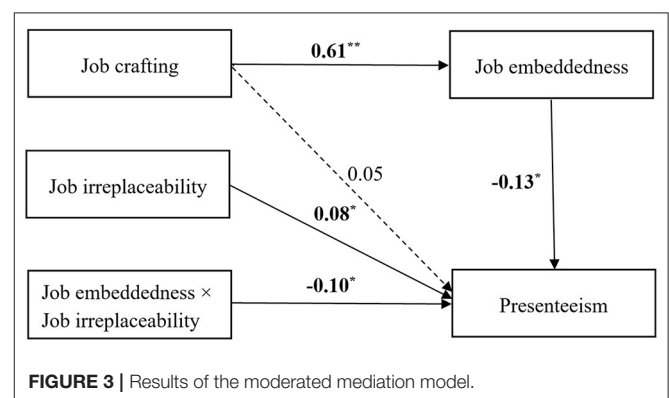 0.61**
Job crafting
Job embeddedness
0.05
-0.13*
Job irreplaceability
0.08*
Job embeddedness ×
Job irreplaceability
-0.10*
Presenteeism
FIGURE 3 | Results of the moderated mediation model.